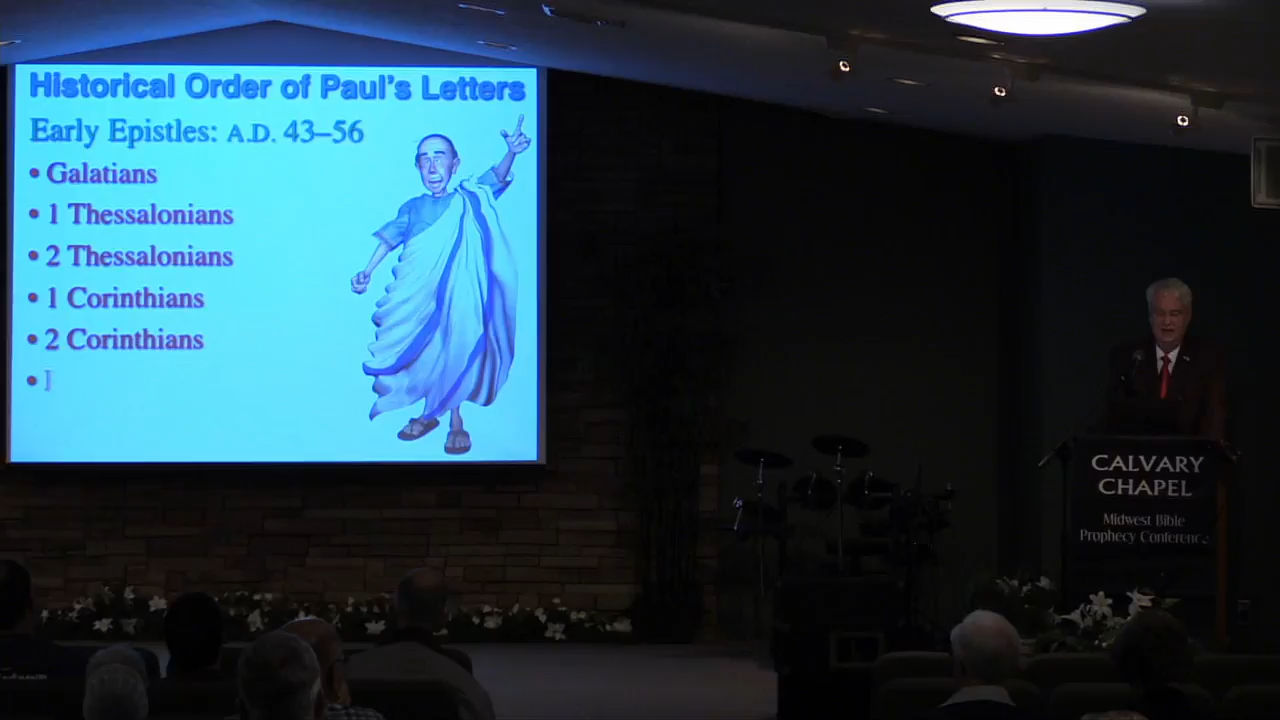 Historical Order of Paul's Letters
Early Epistles: A.D. 43–56
• Galatians
• 1 Thessalonians
• 2 Thessalonians
• 1 Corinthians
• 2 Corinthians
•
CALVARY
CHAPEL
Midwest Bible
Prophecy Conference